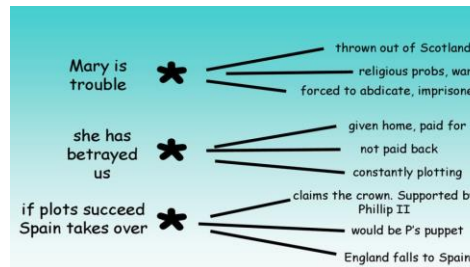 Mary is
trouble
*
thrown out of Scotland
religious probs, war
forced to abdicate, imprisone
she has
betrayed
us
*
given home, paid for
not paid back
constantly plotting
if plots succeed
Spain takes over
*
claims the crown. Supported by
Phillip II
would be P's puppet
England falls to Spain